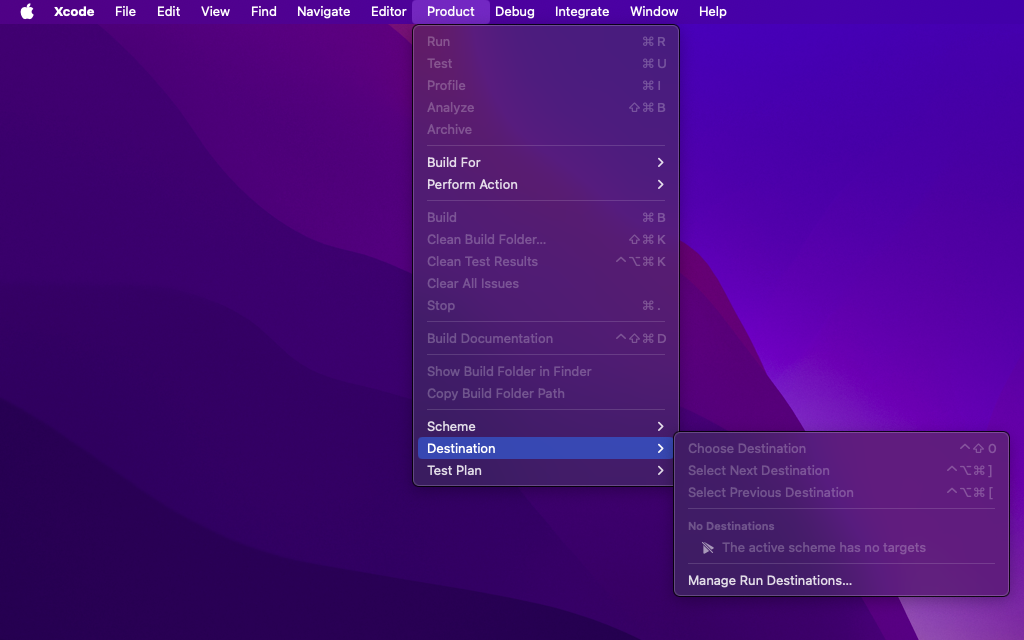 Xcode File Edit View Find Navigate Editor Product Debug Integrate Window Help
Run ⌘ R
Test ⌘ U
Profile ⌘ I
Analyze ⇧ ⌘ B
Archive
Build For
Perform Action
Build ⌘ B
Clean Build Folder... ⇧ ⌘ K
Clean Test Results ^ ⌥ ⌘ K
Clear All Issues
Stop ⌘ .
Build Documentation ^ ⇧ ⌘ D
Show Build Folder in Finder
Copy Build Folder Path
Scheme
Destination
Test Plan
Choose Destination ^ ⇧ 0
Select Next Destination ^ ⌥ ⌘ ]
Select Previous Destination ^ ⌥ ⌘ [
No Destinations
The active scheme has no targets
Manage Run Destinations...